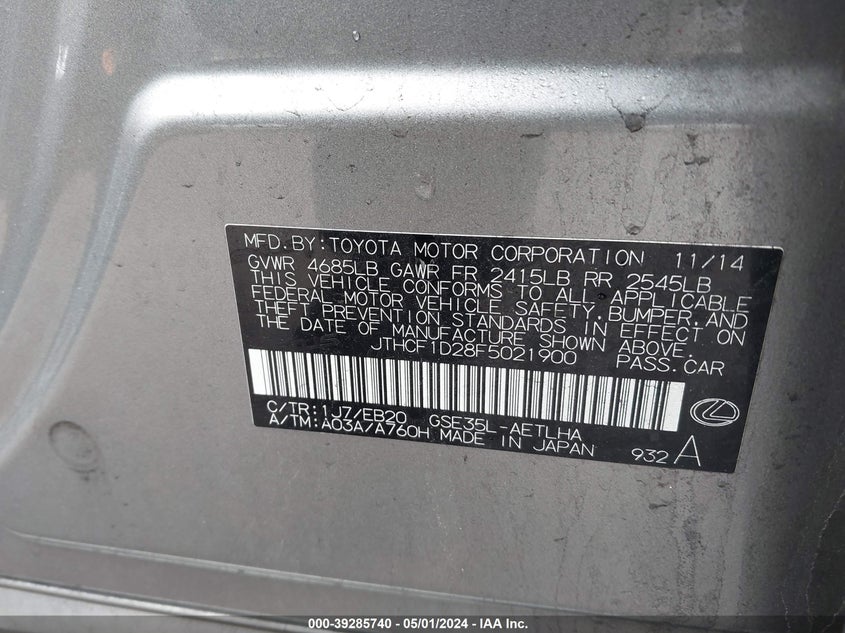 MFD.BY:TOYOTA MOTOR CORPORATION 11/14
GVWR 4685LB GAWR FR 2415LB RR 2545LB
THIS VEHICLE CONFORMS TO ALL APPLICABLE
FEDERAL MOTOR VEHICLE SAFETY,BUMPER,AND
THEFT PREVENTION STANDARDS IN EFFECT ON
THE DATE OF MANUFACTURE SHOWN ABOVE.
JTHCF1D28F5021900 PASS.CAR
C/TR:1J7/EB20 GSE35L-AETLHA
A/TM:A03A/A760H MADE IN JAPAN 932 A
000-39285740 - 05/01/2024 - IAA Inc.